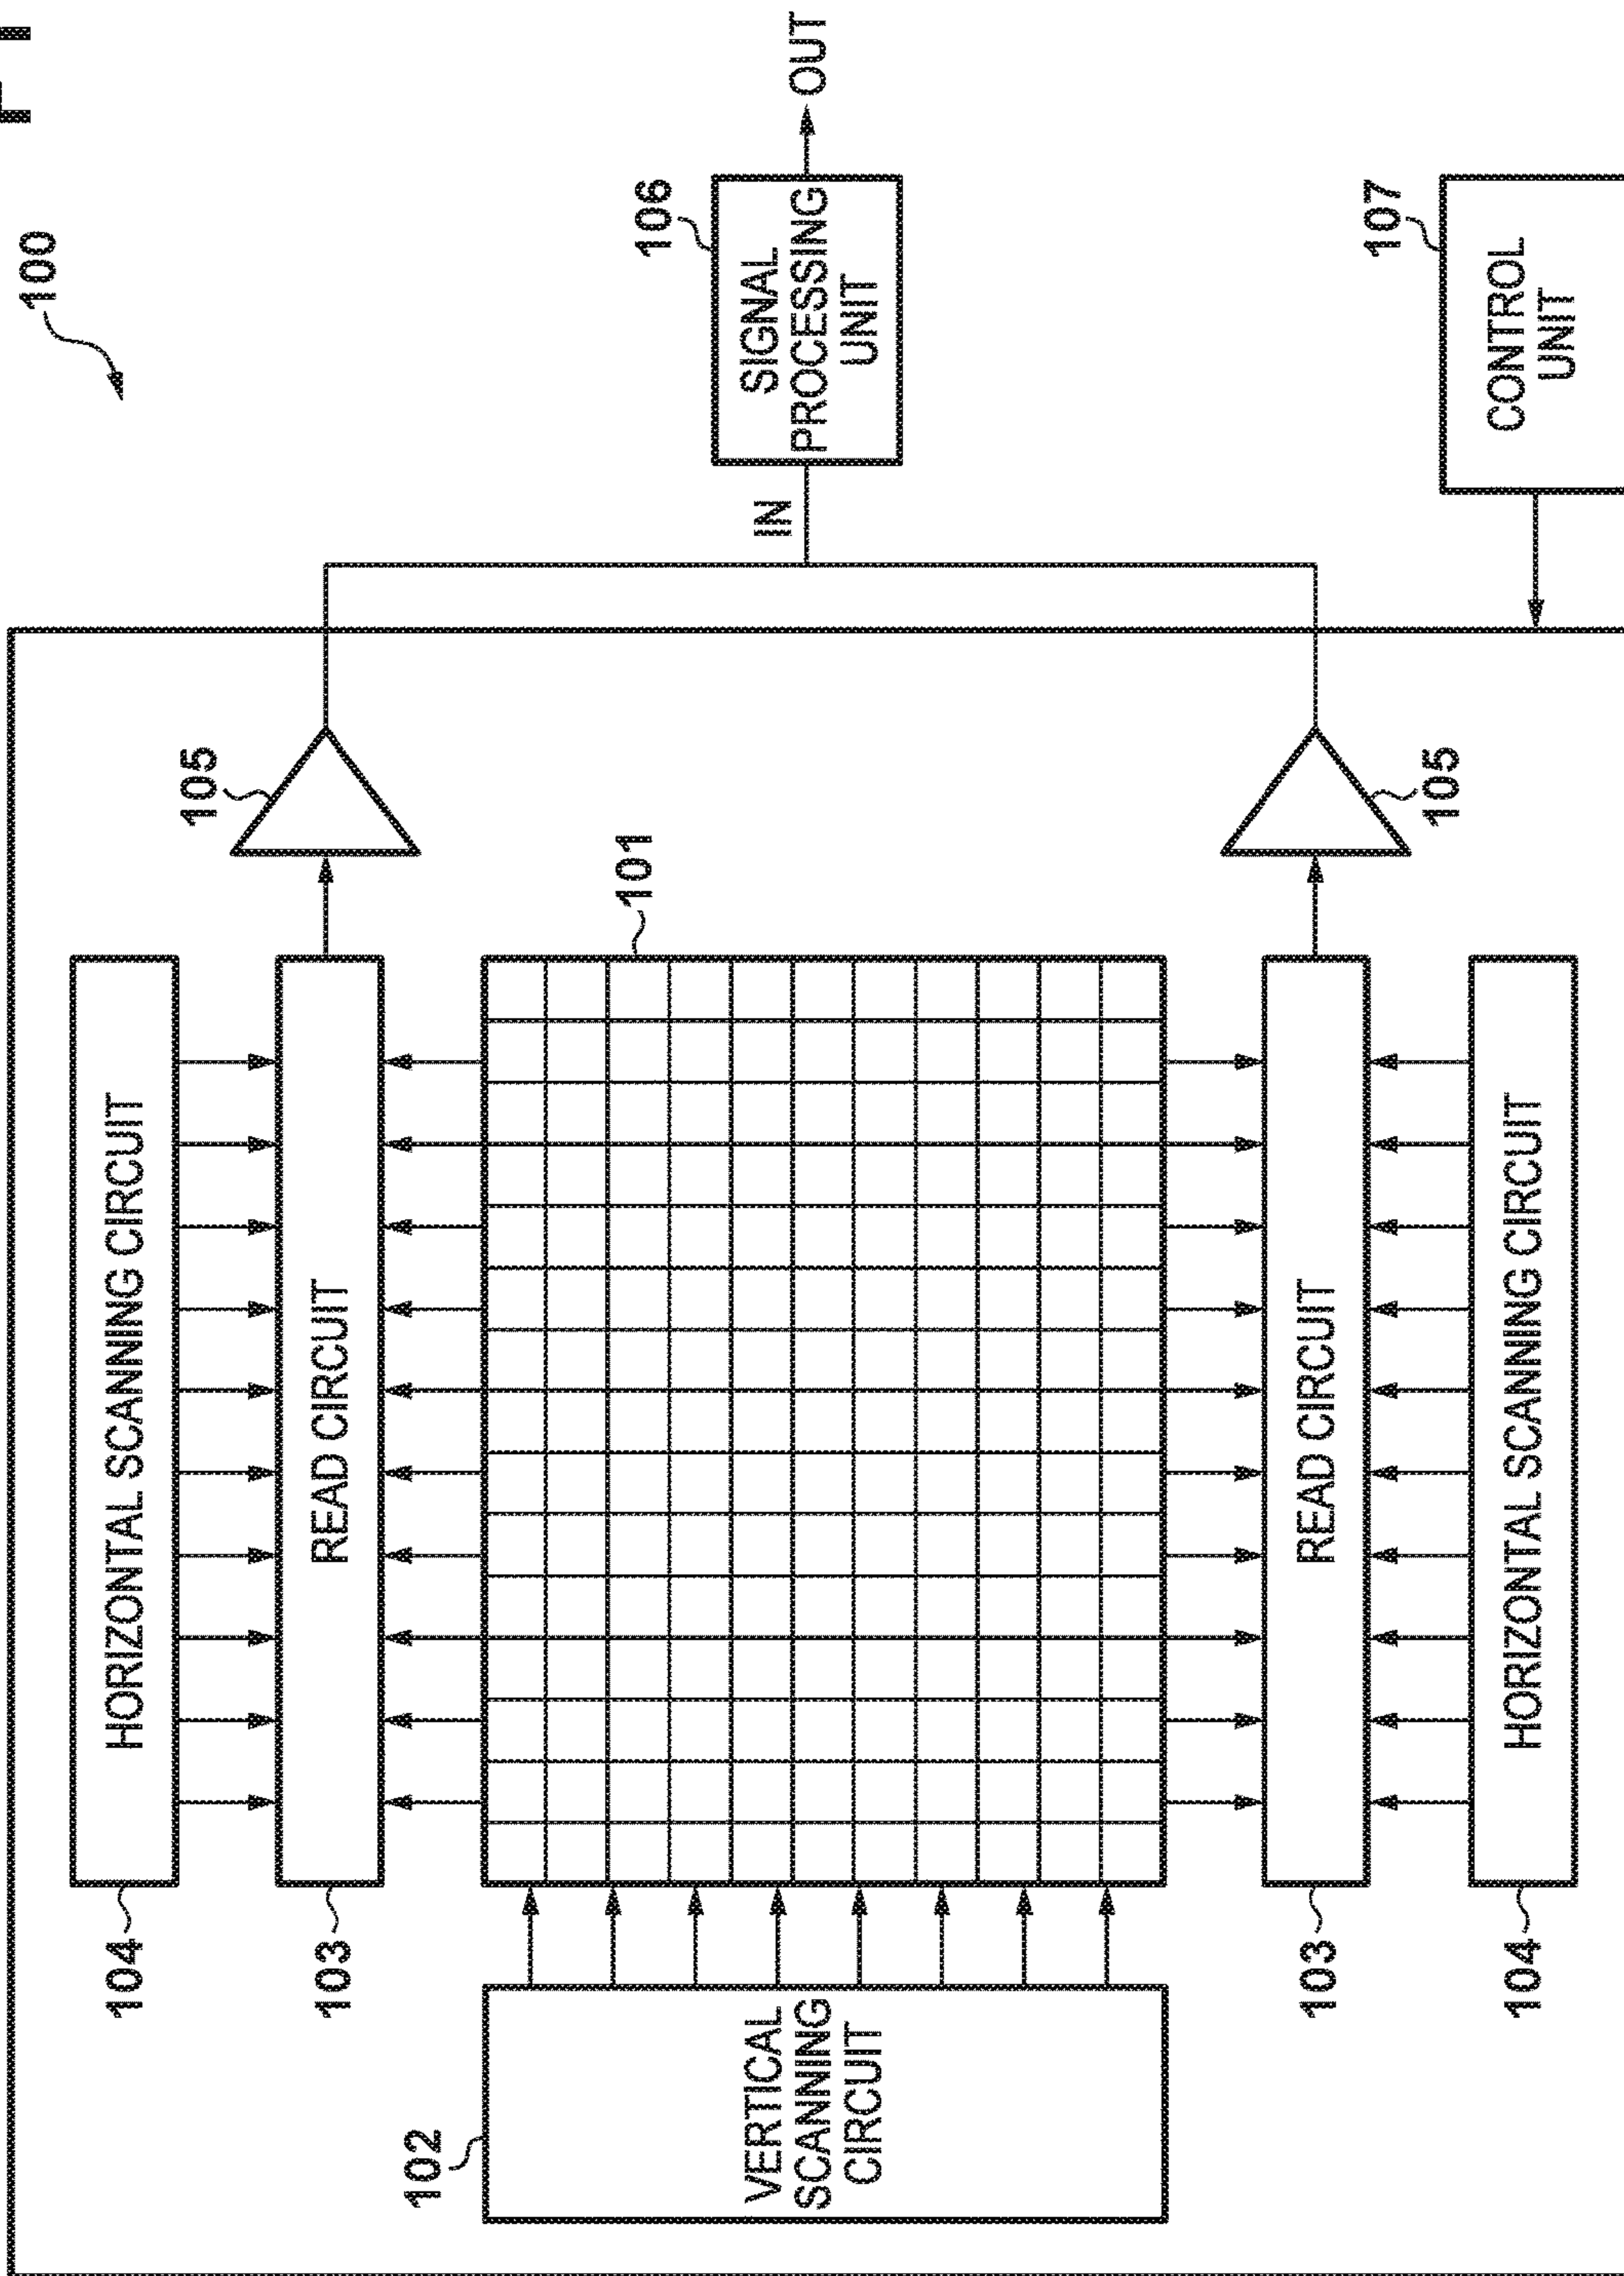 100
104
HORIZONTAL SCANNING CIRCUIT
105
103
READ CIRCUIT
102
101
106
VERTICAL
SCANNING
CIRCUIT
IN
SIGNAL
PROCESSING
UNIT
OUT
103
READ CIRCUIT
107
105
104
HORIZONTAL SCANNING CIRCUIT
CONTROL
UNIT